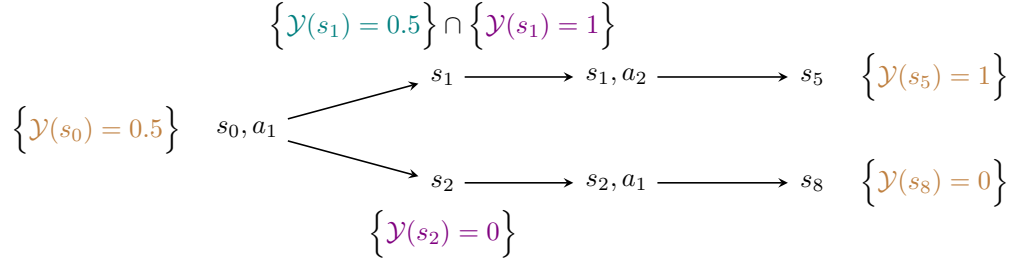 {𝒴(s₁) = 0.5} ∩ {𝒴(s₁) = 1}
s₁ s₁, a₂ s₅ {𝒴(s₅) = 1}
{𝒴(s₀) = 0.5} s₀, a₁
s₂ s₂, a₁ s₈ {𝒴(s₈) = 0}
{𝒴(s₂) = 0}